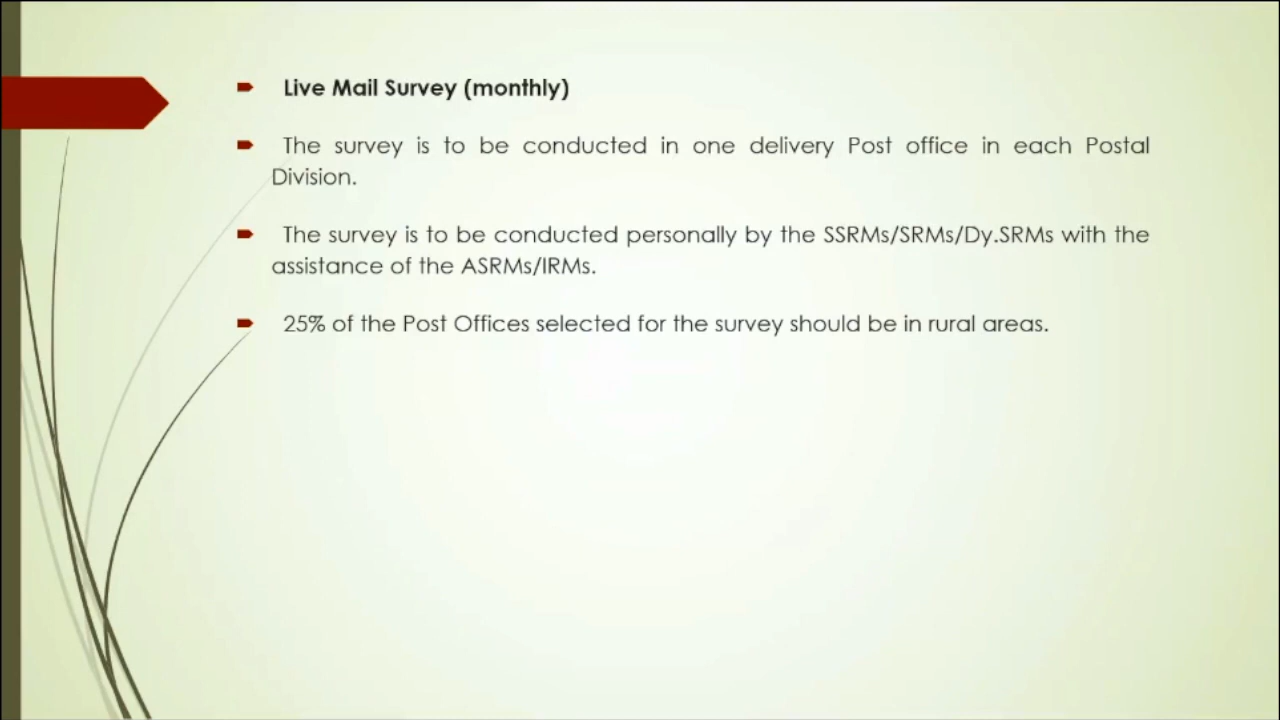 Live Mail Survey (monthly)
The survey is to be conducted in one delivery Post office in each Postal
Division.
The survey is to be conducted personally by the SSRMs/SRMs/Dy.SRMs with the
assistance of the ASRMs/IRMs.
25% of the Post Offices selected for the survey should be in rural areas.